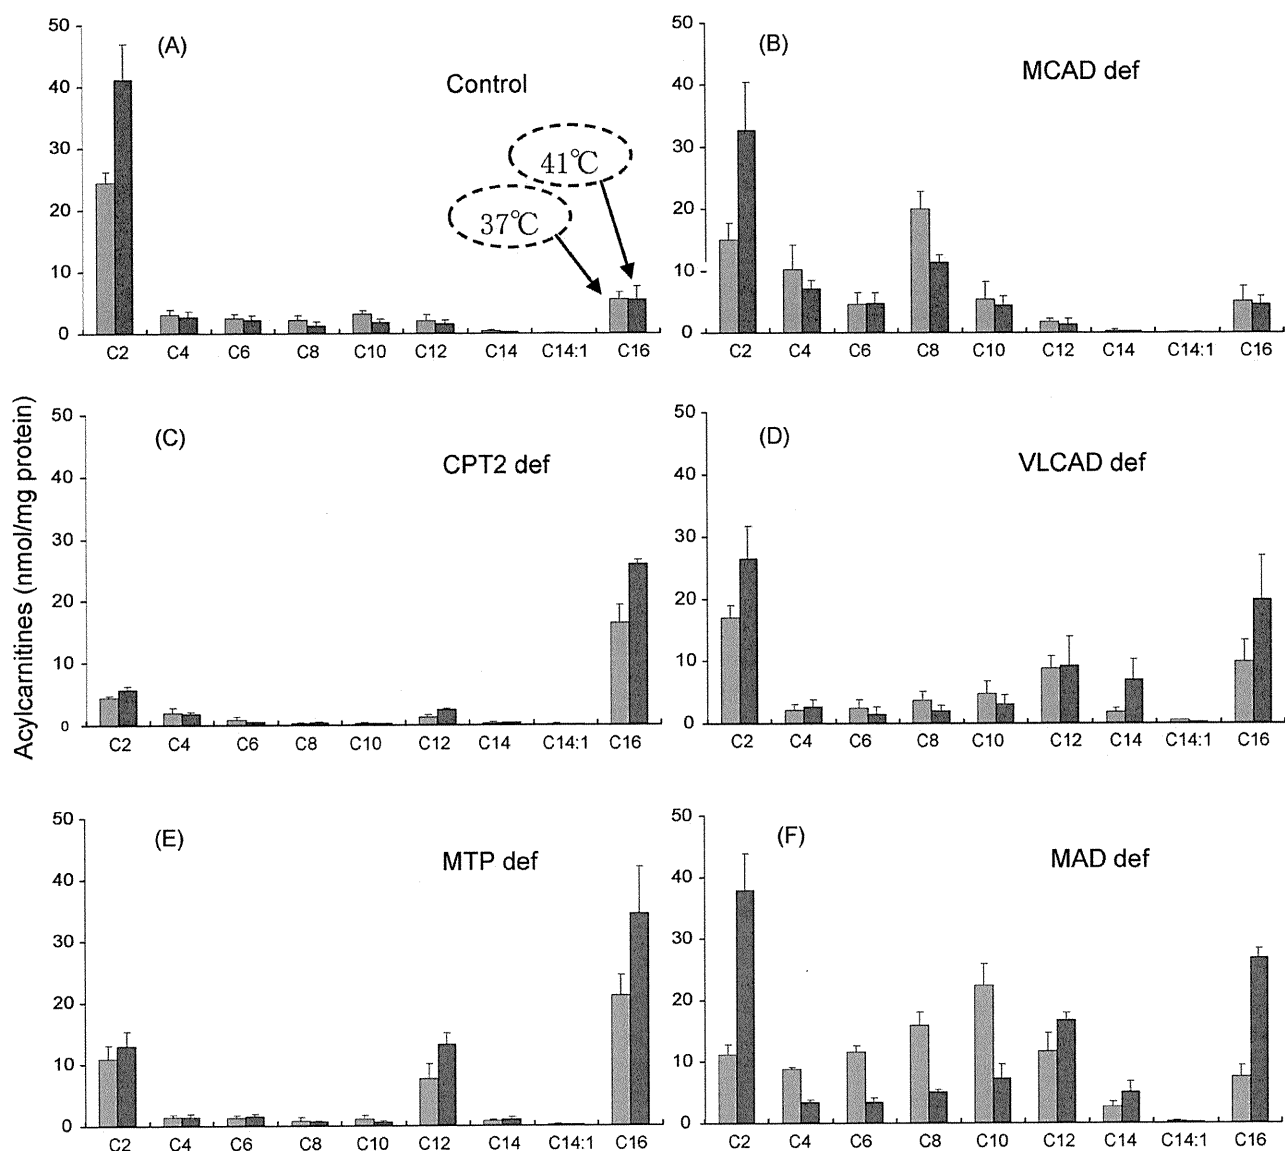 Acylcarnitines (nmol/mg protein)
(A)
Control
41℃
37℃
50
40
30
20
10
0
C2 C4 C6 C8 C10 C12 C14 C14:1 C16
(B)
MCAD def
50
40
30
20
10
0
C2 C4 C6 C8 C10 C12 C14 C14:1 C16
(C)
CPT2 def
50
40
30
20
10
0
C2 C4 C6 C8 C10 C12 C14 C14:1 C16
(D)
VLCAD def
50
40
30
20
10
0
C2 C4 C6 C8 C10 C12 C14 C14:1 C16
(E)
MTP def
50
40
30
20
10
0
C2 C4 C6 C8 C10 C12 C14 C14:1 C16
(F)
MAD def
50
40
30
20
10
0
C2 C4 C6 C8 C10 C12 C14 C14:1 C16